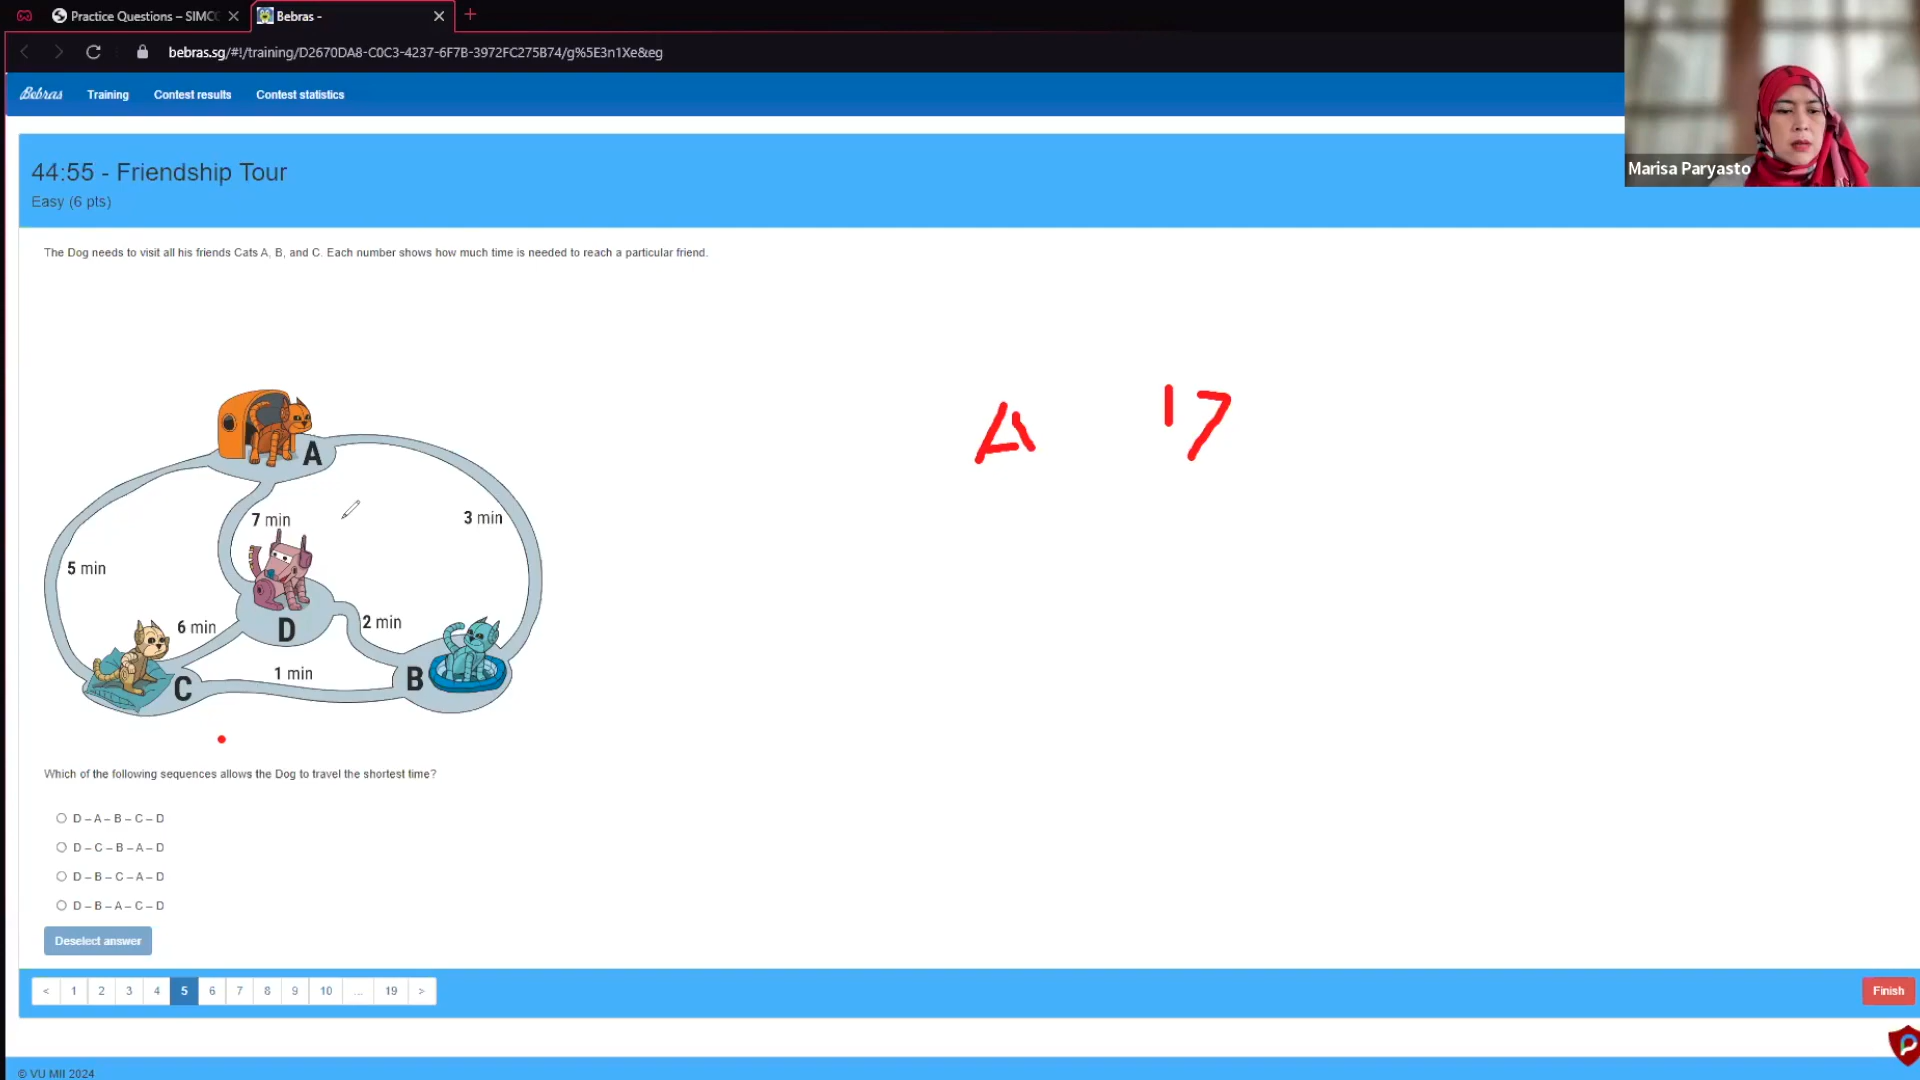 Practice Questions – SIMCC
Bebras -
bebras.sg/#!/training/D2670DA8-C0C3-4237-6F7B-3972FC275B74/g%5E3n1Xe&eg
Bebras Training Contest results Contest statistics
Marisa Paryasto
44:55 - Friendship Tour
Easy (6 pts)
The Dog needs to visit all his friends Cats A, B, and C. Each number shows how much time is needed to reach a particular friend.
A 17
A
7 min
3 min
5 min
6 min
D
2 min
1 min
B
C
Which of the following sequences allows the Dog to travel the shortest time?
D – A – B – C – D
D – C – B – A – D
D – B – C – A – D
D – B – A – C – D
Deselect answer
< 1 2 3 4 5 6 7 8 9 10 ... 19 >
Finish
© VU MII 2024